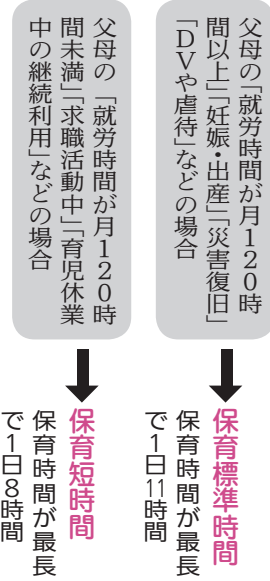 父母の「就労時間が月120時
間以上」「妊娠・出産」「災害復旧」
「DVや虐待」などの場合
保育標準時間
保育時間が最長
で1日11時間
父母の「就労時間が月120時
間未満」「求職活動中」「育児休業
中の継続利用」などの場合
保育短時間
保育時間が最長
で1日8時間